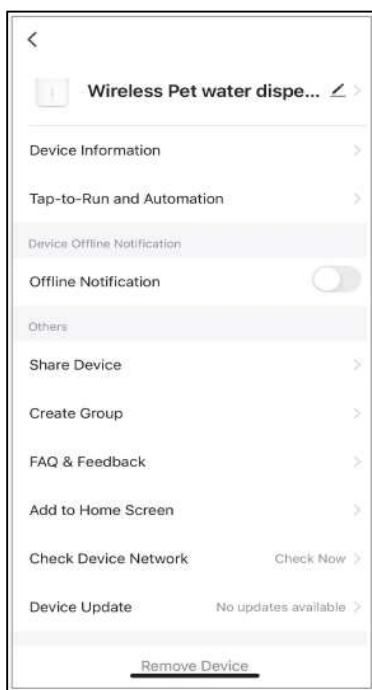 Wireless Pet water dispe...
Device Information
Tap-to-Run and Automation
Device Offline Notification
Offline Notification
Others
Share Device
Create Group
FAQ & Feedback
Add to Home Screen
Check Device Network Check Now
Device Update No updates available
Remove Device